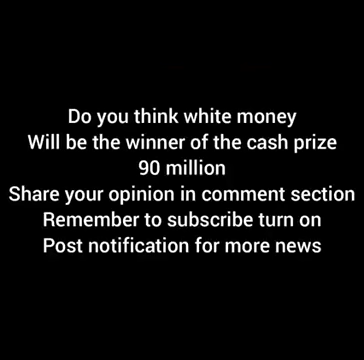 Do you think white money
Will be the winner of the cash prize
90 million
Share your opinion in comment section
Remember to subscribe turn on
Post notification for more news